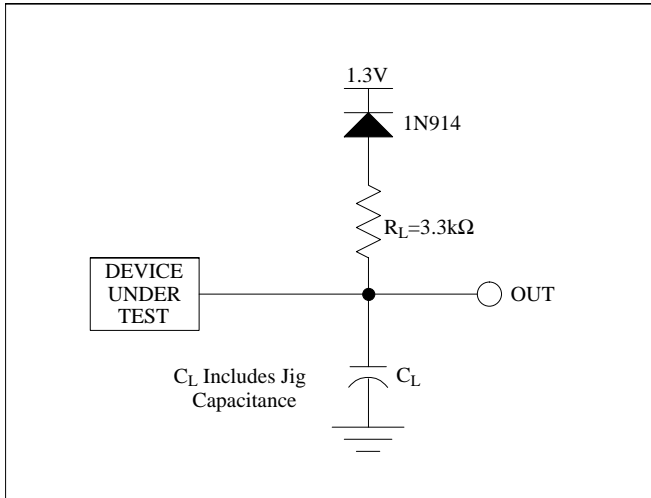 1.3V
1N914
R_L=3.3kΩ
DEVICE
UNDER
TEST
OUT
C_L Includes Jig
Capacitance
C_L